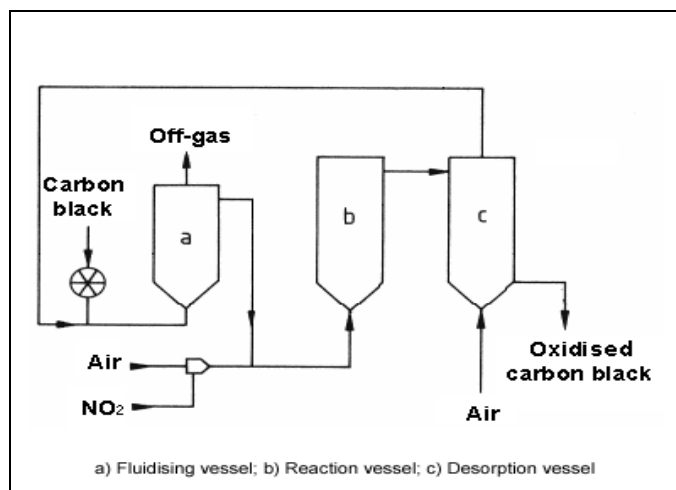 Off-gas
Carbon
black
a
b
c
Air
NO2
Oxidised
carbon black
Air
a) Fluidising vessel; b) Reaction vessel; c) Desorption vessel